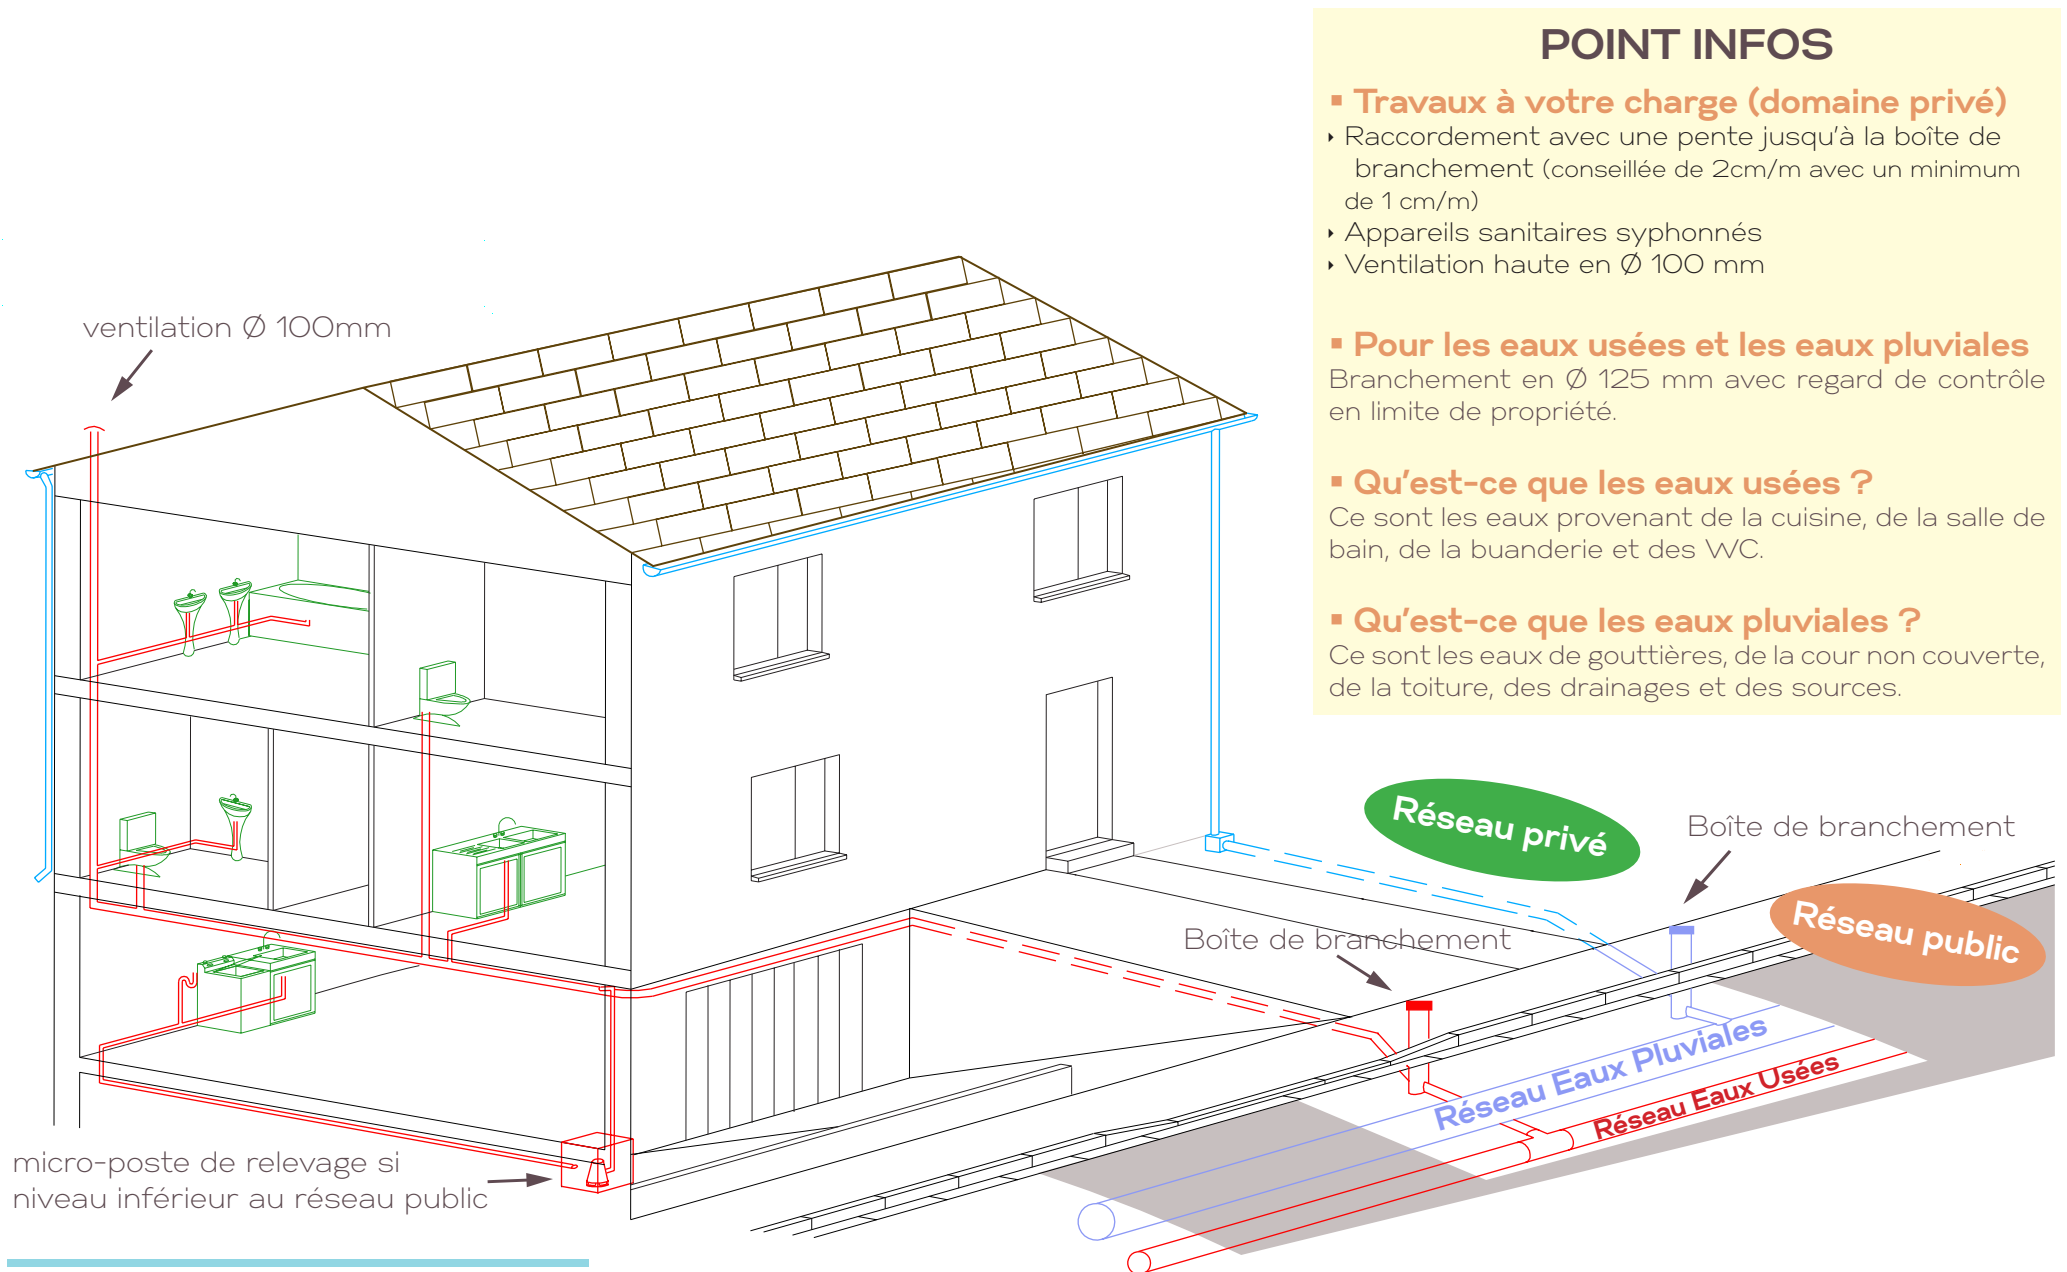 POINT INFOS
▪ Travaux à votre charge (domaine privé)
‣ Raccordement avec une pente jusqu'à la boîte de
branchement (conseillée de 2cm/m avec un minimum
de 1 cm/m)
‣ Appareils sanitaires syphonnés
‣ Ventilation haute en Ø 100 mm
▪ Pour les eaux usées et les eaux pluviales
Branchement en Ø 125 mm avec regard de contrôle
en limite de propriété.
▪ Qu'est-ce que les eaux usées ?
Ce sont les eaux provenant de la cuisine, de la salle de
bain, de la buanderie et des WC.
▪ Qu'est-ce que les eaux pluviales ?
Ce sont les eaux de gouttières, de la cour non couverte,
de la toiture, des drainages et des sources.
ventilation Ø 100mm
Réseau privé
Boîte de branchement
Réseau public
Boîte de branchement
Réseau Eaux Pluviales
Réseau Eaux Usées
micro-poste de relevage si
niveau inférieur au réseau public